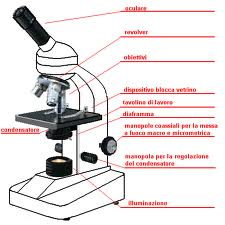 oculare
revolver
obiettivi
dispositivo blocca vetrino
tavolino di lavoro
diaframma
manopole coassiali per la messa
a fuoco macro e micrometrica
condensatore
manopola per la regolazione
del condensatore
illuminazione